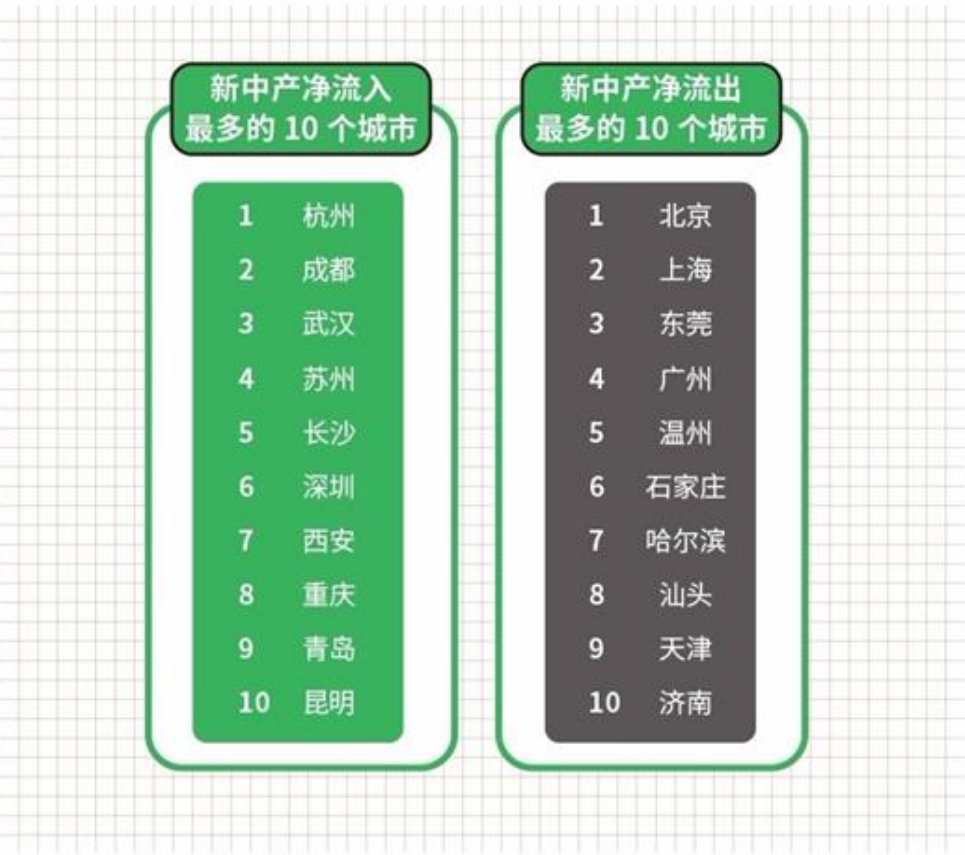 新中产净流入
最多的 10 个城市
1 杭州
2 成都
3 武汉
4 苏州
5 长沙
6 深圳
7 西安
8 重庆
9 青岛
10 昆明
新中产净流出
最多的 10 个城市
1 北京
2 上海
3 东莞
4 广州
5 温州
6 石家庄
7 哈尔滨
8 汕头
9 天津
10 济南